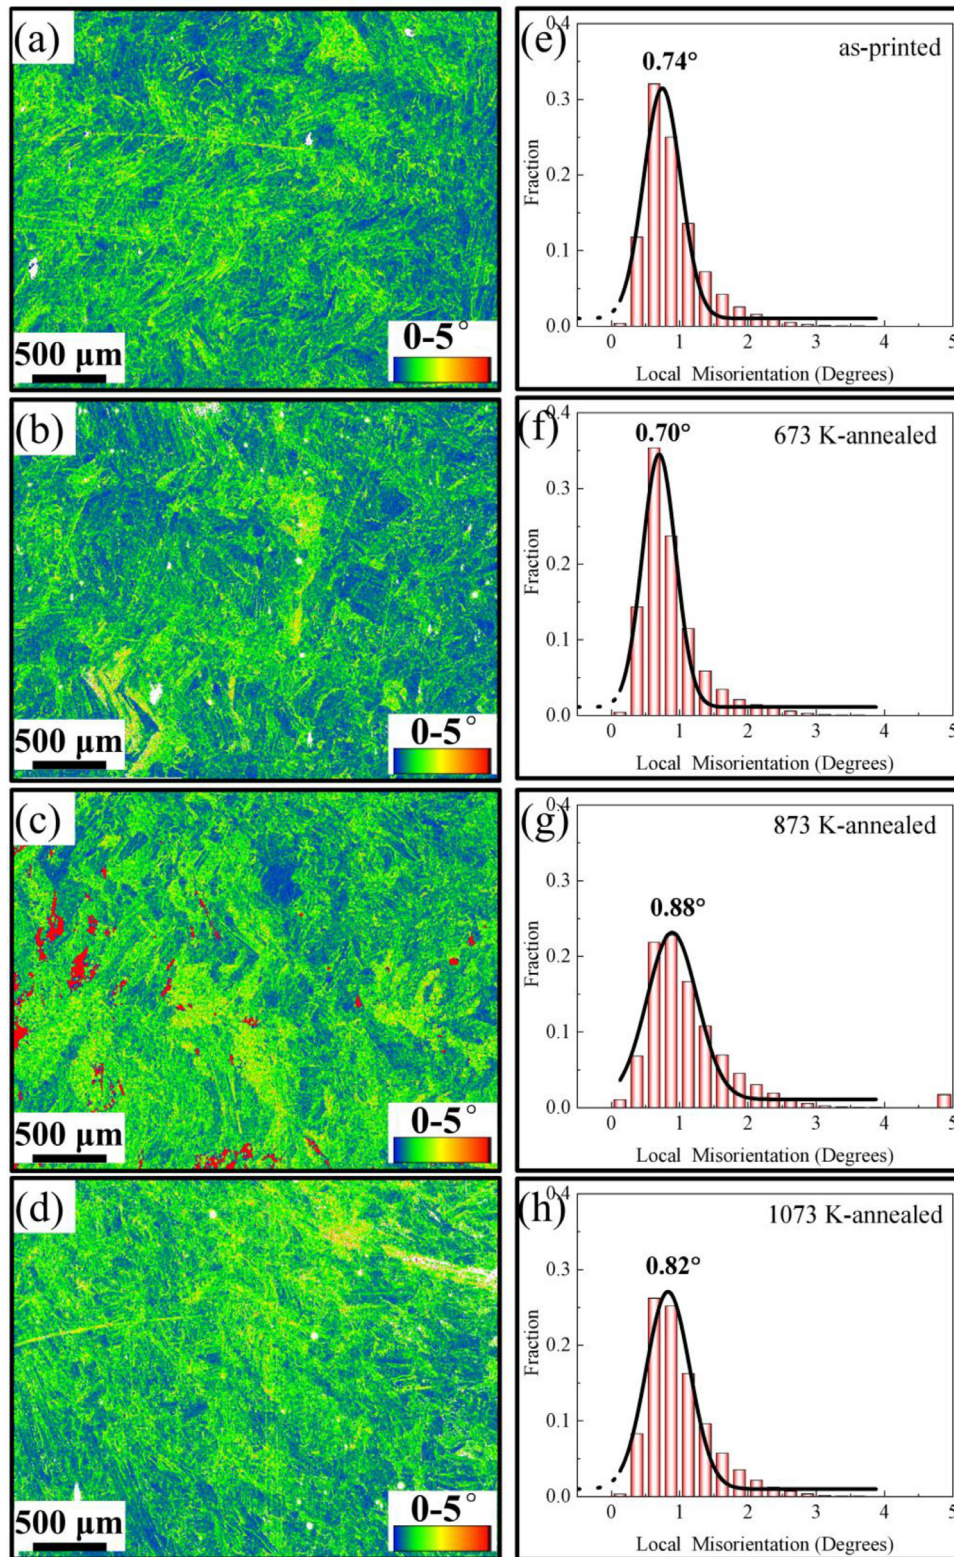 (a)
500 μm
0-5°
(e)
0.4
0.74°
as-printed
0.3
Fraction
0.2
0.1
0.0
0 1 2 3 4 5
Local Misorientation (Degrees)
(b)
500 μm
0-5°
(f)
0.4
0.70°
673 K-annealed
0.3
Fraction
0.2
0.1
0.0
0 1 2 3 4 5
Local Misorientation (Degrees)
(c)
500 μm
0-5°
(g)
0.4
873 K-annealed
0.3
0.88°
Fraction
0.2
0.1
0.0
0 1 2 3 4 5
Local Misorientation (Degrees)
(d)
500 μm
0-5°
(h)
0.4
1073 K-annealed
0.82°
0.3
Fraction
0.2
0.1
0.0
0 1 2 3 4 5
Local Misorientation (Degrees)